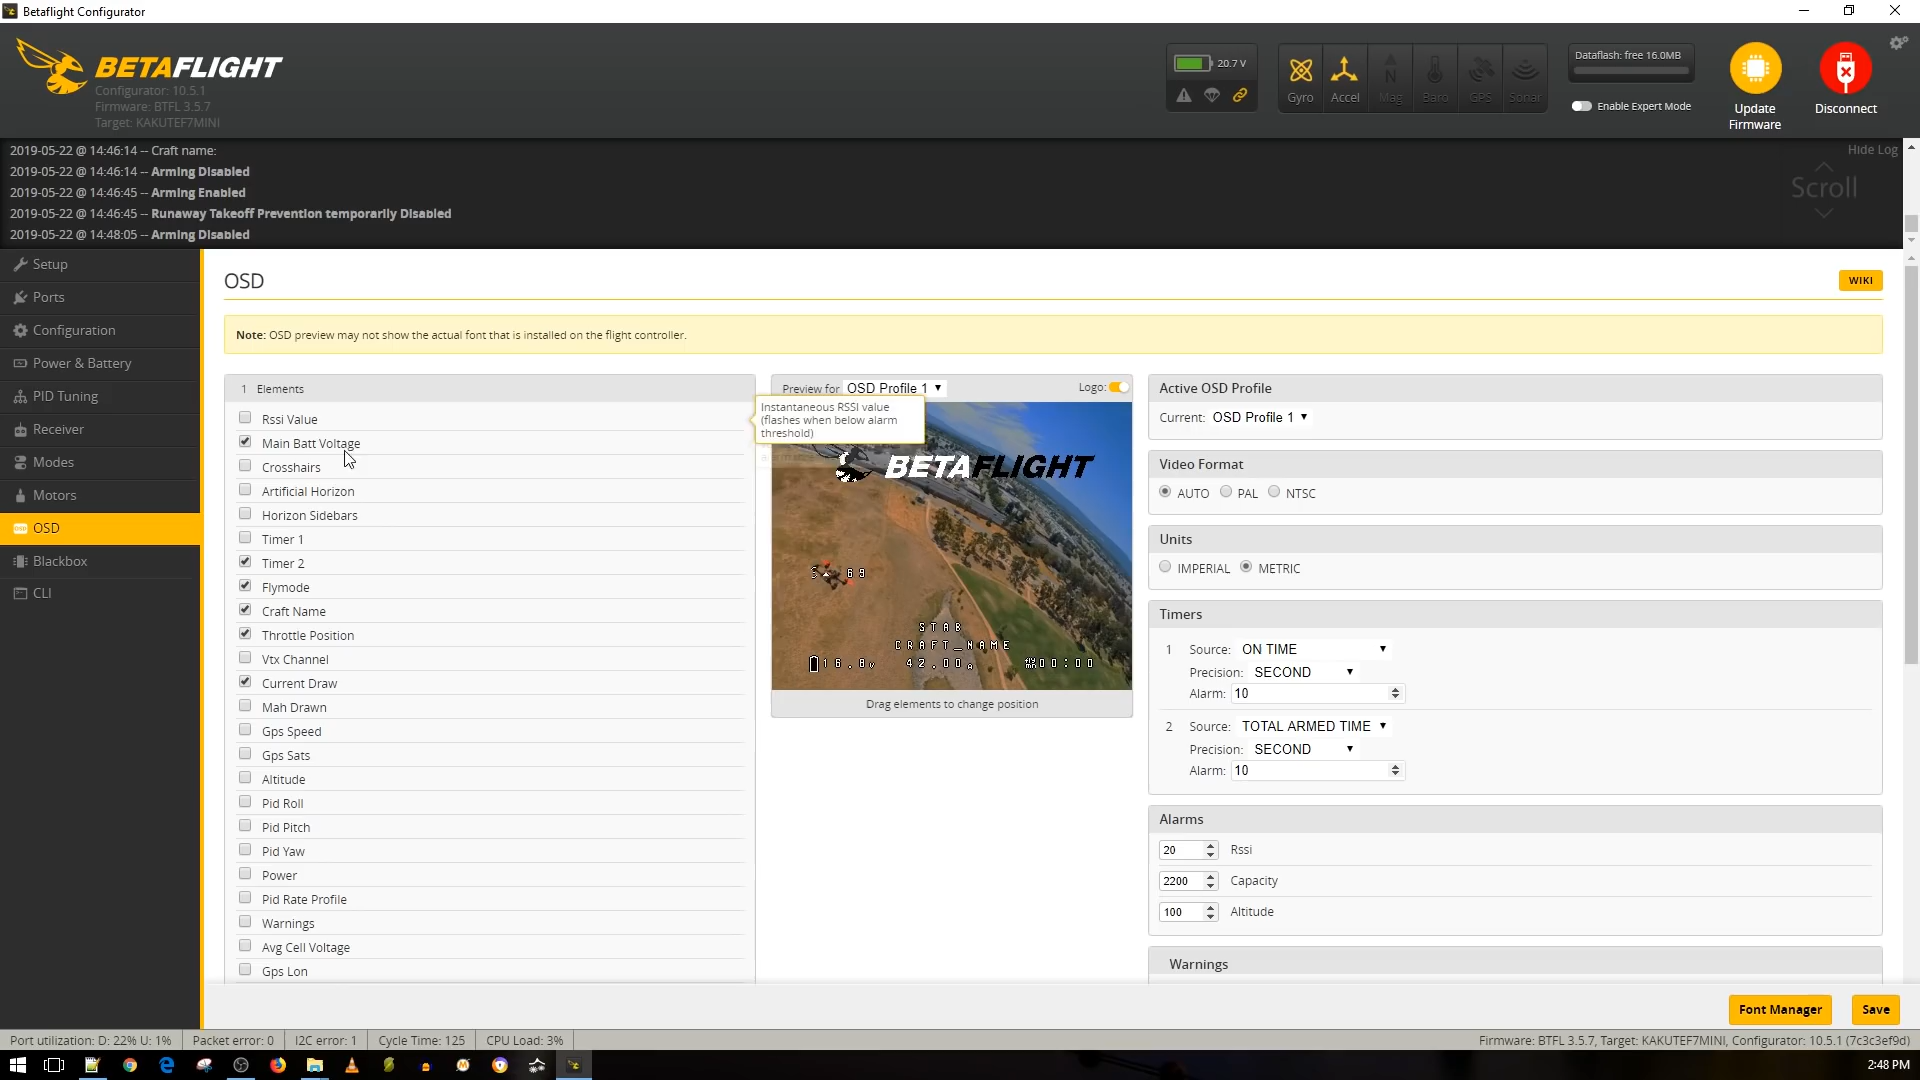 Betaflight Configurator
BETAFLIGHT
Configurator: 10.5.1
Firmware: BTFL 3.5.7
Target: KAKUTEF7MINI
20.7 V
Gyro
Accel
Mag
Baro
GPS
Sonar
Dataflash: free 16.0MB
Enable Expert Mode
Update
Firmware
Disconnect
2019-05-22 @ 14:46:14 -- Craft name:
2019-05-22 @ 14:46:14 -- Arming Disabled
2019-05-22 @ 14:46:45 -- Arming Enabled
2019-05-22 @ 14:46:45 -- Runaway Takeoff Prevention temporarily Disabled
2019-05-22 @ 14:48:05 -- Arming Disabled
Hide Log
Scroll
Setup
Ports
Configuration
Power & Battery
PID Tuning
Receiver
Modes
Motors
OSD
Blackbox
CLI
OSD
WIKI
Note: OSD preview may not show the actual font that is installed on the flight controller.
1 Elements
Rssi Value
Main Batt Voltage
Crosshairs
Artificial Horizon
Horizon Sidebars
Timer 1
Timer 2
Flymode
Craft Name
Throttle Position
Vtx Channel
Current Draw
Mah Drawn
Gps Speed
Gps Sats
Altitude
Pid Roll
Pid Pitch
Pid Yaw
Power
Pid Rate Profile
Warnings
Avg Cell Voltage
Gps Lon
Preview for OSD Profile 1
Logo:
Instantaneous RSSI value
(flashes when below alarm
threshold)
BETAFLIGHT
69
STAB
CRAFT_NAME
16.8V 42.00A 00:00
Drag elements to change position
Active OSD Profile
Current: OSD Profile 1
Video Format
AUTO PAL NTSC
Units
IMPERIAL METRIC
Timers
1 Source: ON TIME
Precision: SECOND
Alarm: 10
2 Source: TOTAL ARMED TIME
Precision: SECOND
Alarm: 10
Alarms
20 Rssi
2200 Capacity
100 Altitude
Warnings
Font Manager
Save
Port utilization: D: 22% U: 1% Packet error: 0 I2C error: 1 Cycle Time: 125 CPU Load: 3%
Firmware: BTFL 3.5.7, Target: KAKUTEF7MINI, Configurator: 10.5.1 (7c3c3ef9d)
2:48 PM